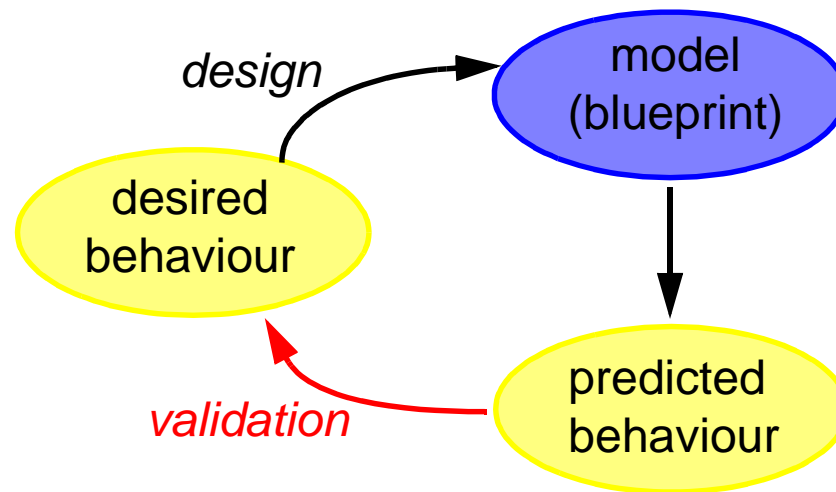 design
model
(blueprint)
desired
behaviour
predicted
behaviour
validation